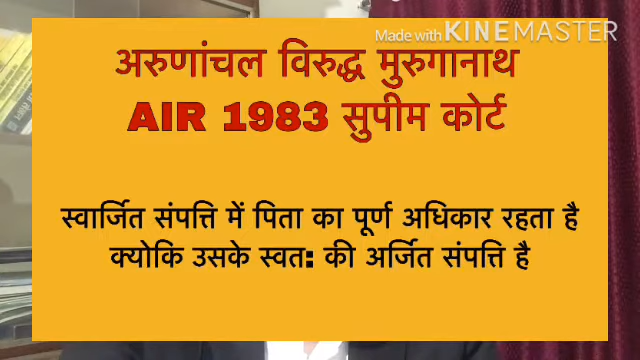 Made with KINEMASTER
अरुणांचल विरुद्ध मुरुगानाथ
AIR 1983 सुपीम कोर्ट
स्वार्जित संपत्ति में पिता का पूर्ण अधिकार रहता है
क्योकि उसके स्वत: की अर्जित संपत्ति है